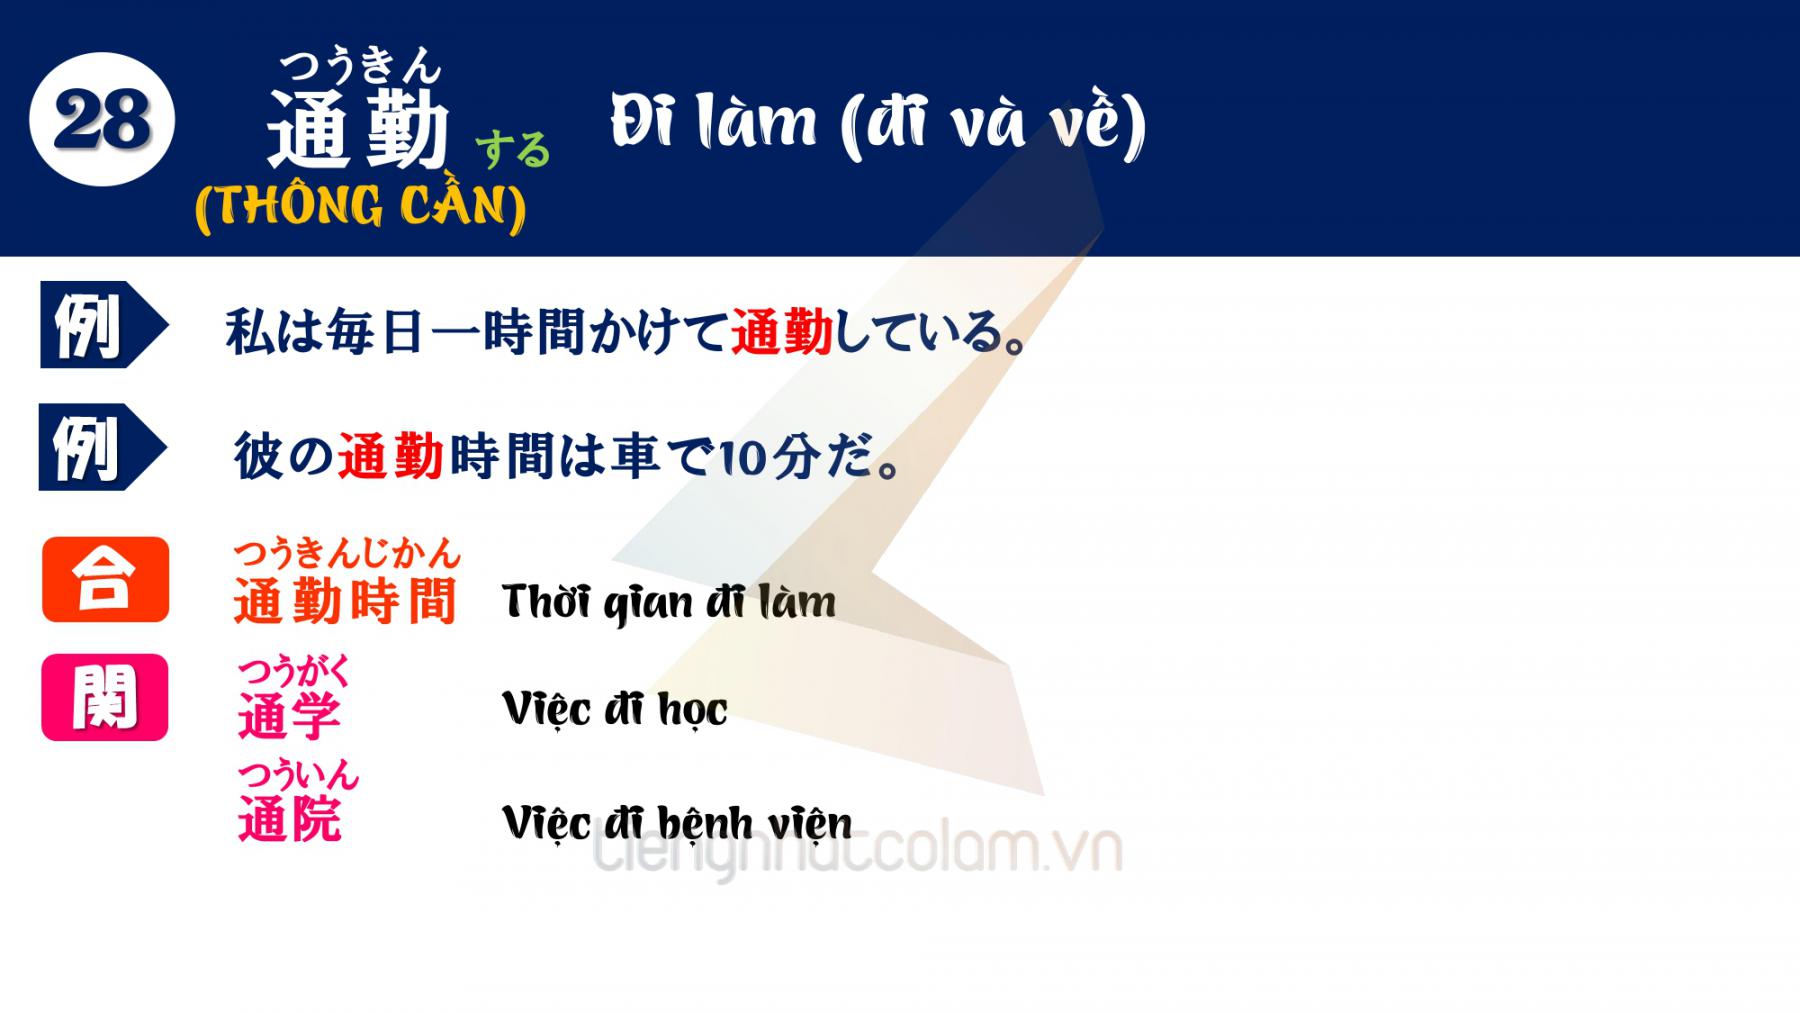 28
つうきん
通勤する
Đi làm (đi và về)
(THÔNG CẦN)
例
私は毎日一時間かけて通勤している。
例
彼の通勤時間は車で10分だ。
合
つうきんじかん
通勤時間
Thời gian đi làm
関
つうがく
通学
Việc đi học
つういん
通院
Việc đi bệnh viện
tiengnhatcolam.vn